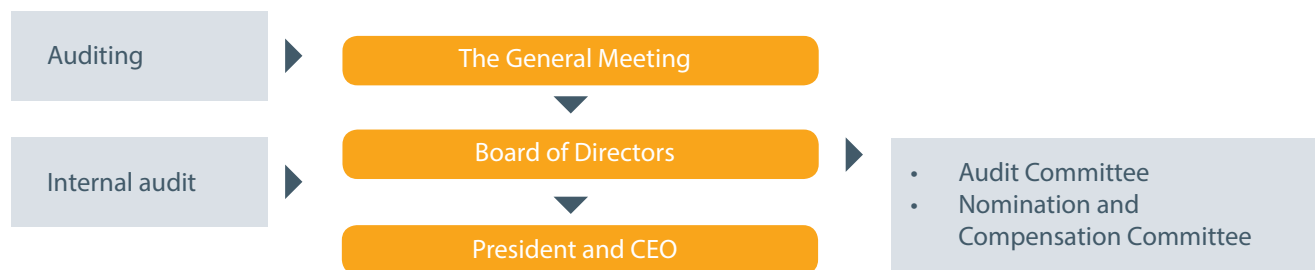 Auditing
The General Meeting
Board of Directors
Internal audit
President and CEO
• Audit Committee
• Nomination and
Compensation Committee